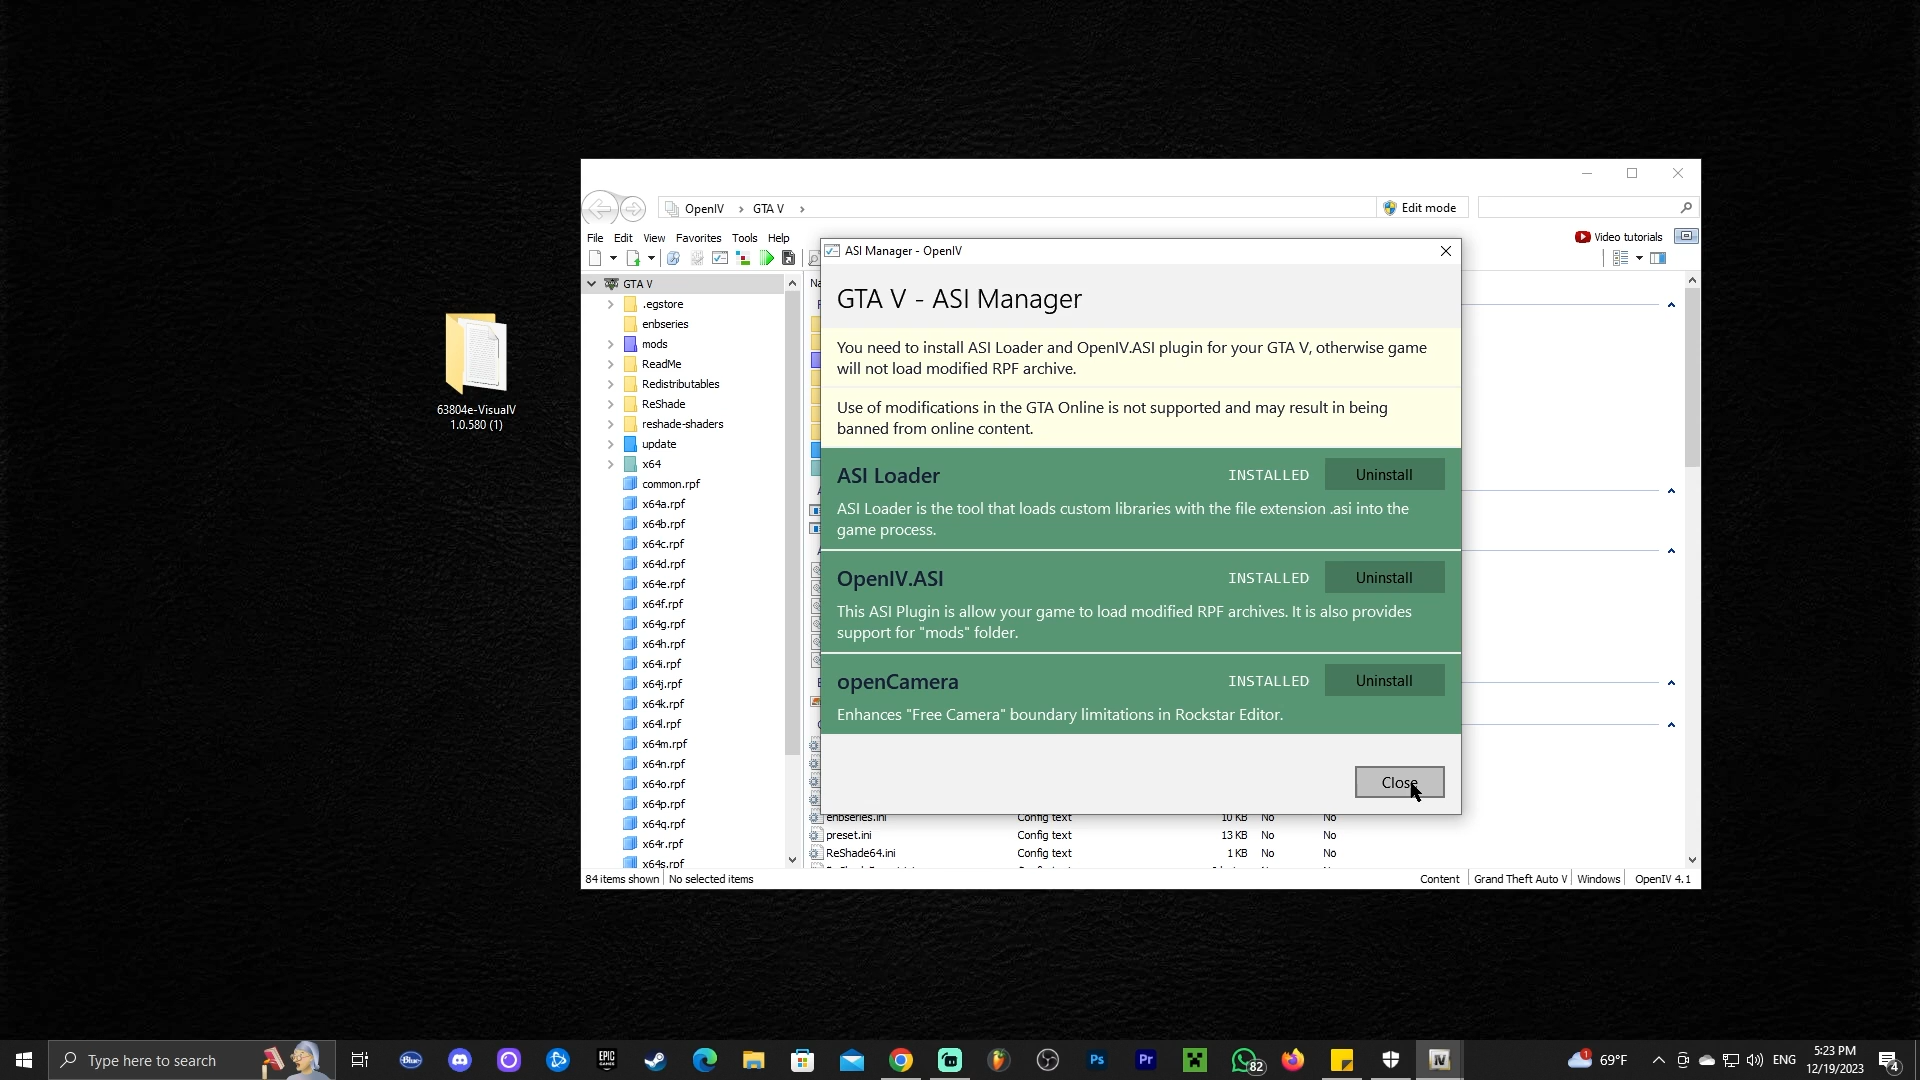 OpenIV
GTA V
Edit mode
File Edit View Favorites Tools Help
Video tutorials
ASI Manager - OpenIV
GTA V
.egstore
enbseries
mods
ReadMe
Redistributables
ReShade
reshade-shaders
update
x64
common.rpf
x64a.rpf
x64b.rpf
x64c.rpf
x64d.rpf
x64e.rpf
x64f.rpf
x64g.rpf
x64h.rpf
x64i.rpf
x64j.rpf
x64k.rpf
x64l.rpf
x64m.rpf
x64n.rpf
x64o.rpf
x64p.rpf
x64q.rpf
x64r.rpf
x64s.rpf
GTA V - ASI Manager
You need to install ASI Loader and OpenIV.ASI plugin for your GTA V, otherwise game
will not load modified RPF archive.
Use of modifications in the GTA Online is not supported and may result in being
banned from online content.
ASI Loader INSTALLED Uninstall
ASI Loader is the tool that loads custom libraries with the file extension .asi into the
game process.
OpenIV.ASI INSTALLED Uninstall
This ASI Plugin is allow your game to load modified RPF archives. It is also provides
support for "mods" folder.
openCamera INSTALLED Uninstall
Enhances "Free Camera" boundary limitations in Rockstar Editor.
Close
enbseries.ini 10 KB No No
preset.ini Config text 13 KB No No
ReShade64.ini Config text 1 KB No No
84 items shown No selected items
Content Grand Theft Auto V Windows OpenIV 4.1
63804e-VisualV
1.0.580 (1)
Type here to search
Blue
EPIC
GAMES
Ps
Pr
82
IV
1
69°F
ENG
5:23 PM
12/19/2023
4